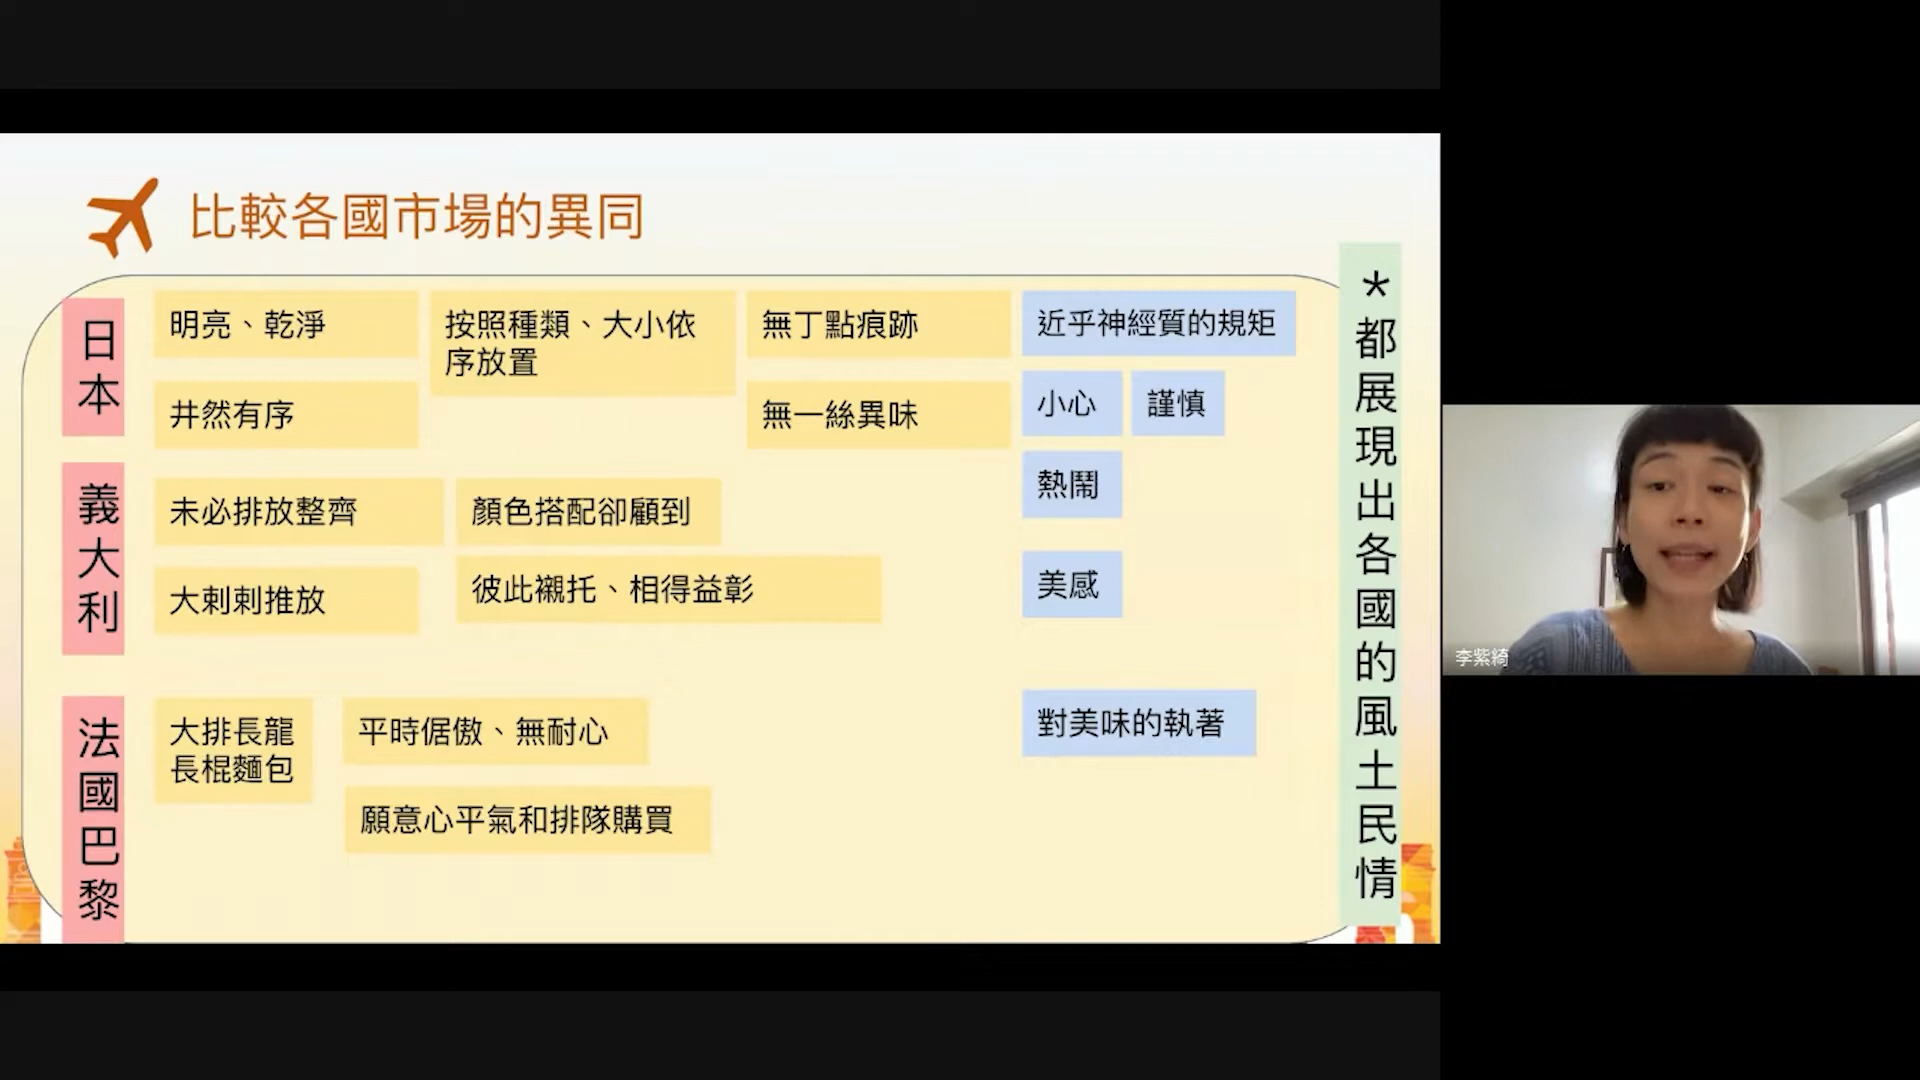 比較各國市場的異同
日本
明亮、乾淨
按照種類、大小依
序放置
無丁點痕跡
近乎神經質的規矩
井然有序
無一絲異味
小心
謹慎
義大利
未必排放整齊
顏色搭配卻顧到
熱鬧
大剌剌推放
彼此襯托、相得益彰
美感
法國巴黎
大排長龍
長棍麵包
平時倨傲、無耐心
願意心平氣和排隊購買
對美味的執著
*都展現出各國的風土民情
李紫綺